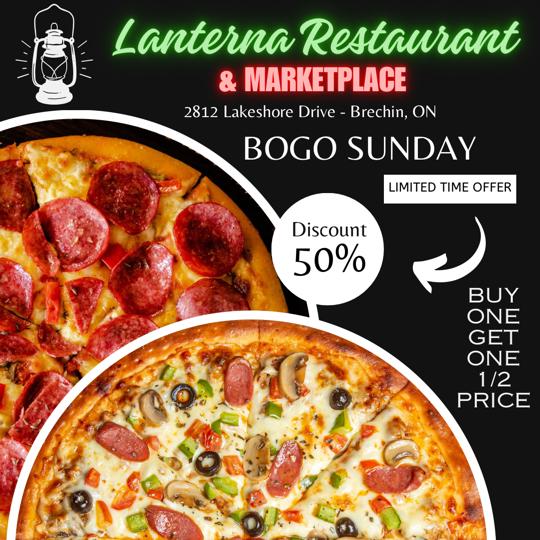 Lanterna Restaurant
& MARKETPLACE
2812 Lakeshore Drive - Brechin, ON
BOGO SUNDAY
LIMITED TIME OFFER
Discount
50%
BUY
ONE
GET
ONE
1/2
PRICE